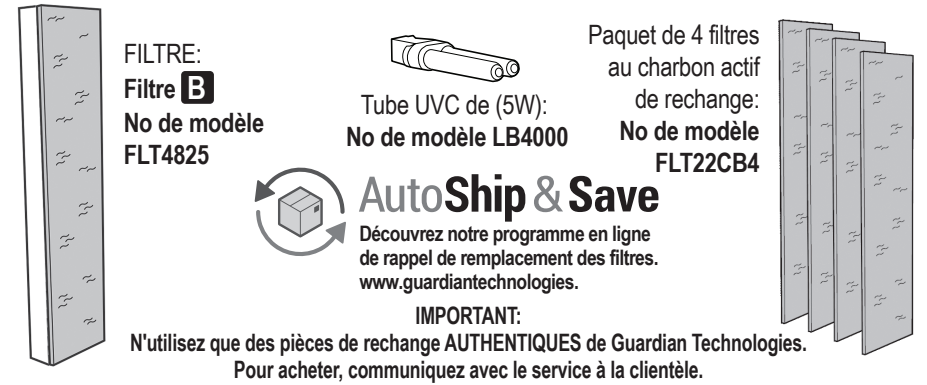 FILTRE:
Filtre B
No de modèle
FLT4825
Tube UVC de (5W):
No de modèle LB4000
Paquet de 4 filtres
au charbon actif
de rechange:
No de modèle
FLT22CB4
AutoShip & Save
Découvrez notre programme en ligne
de rappel de remplacement des filtres.
www.guardiantechnologies.
IMPORTANT:
N'utilisez que des pièces de rechange AUTHENTIQUES de Guardian Technologies.
Pour acheter, communiquez avec le service à la clientèle.